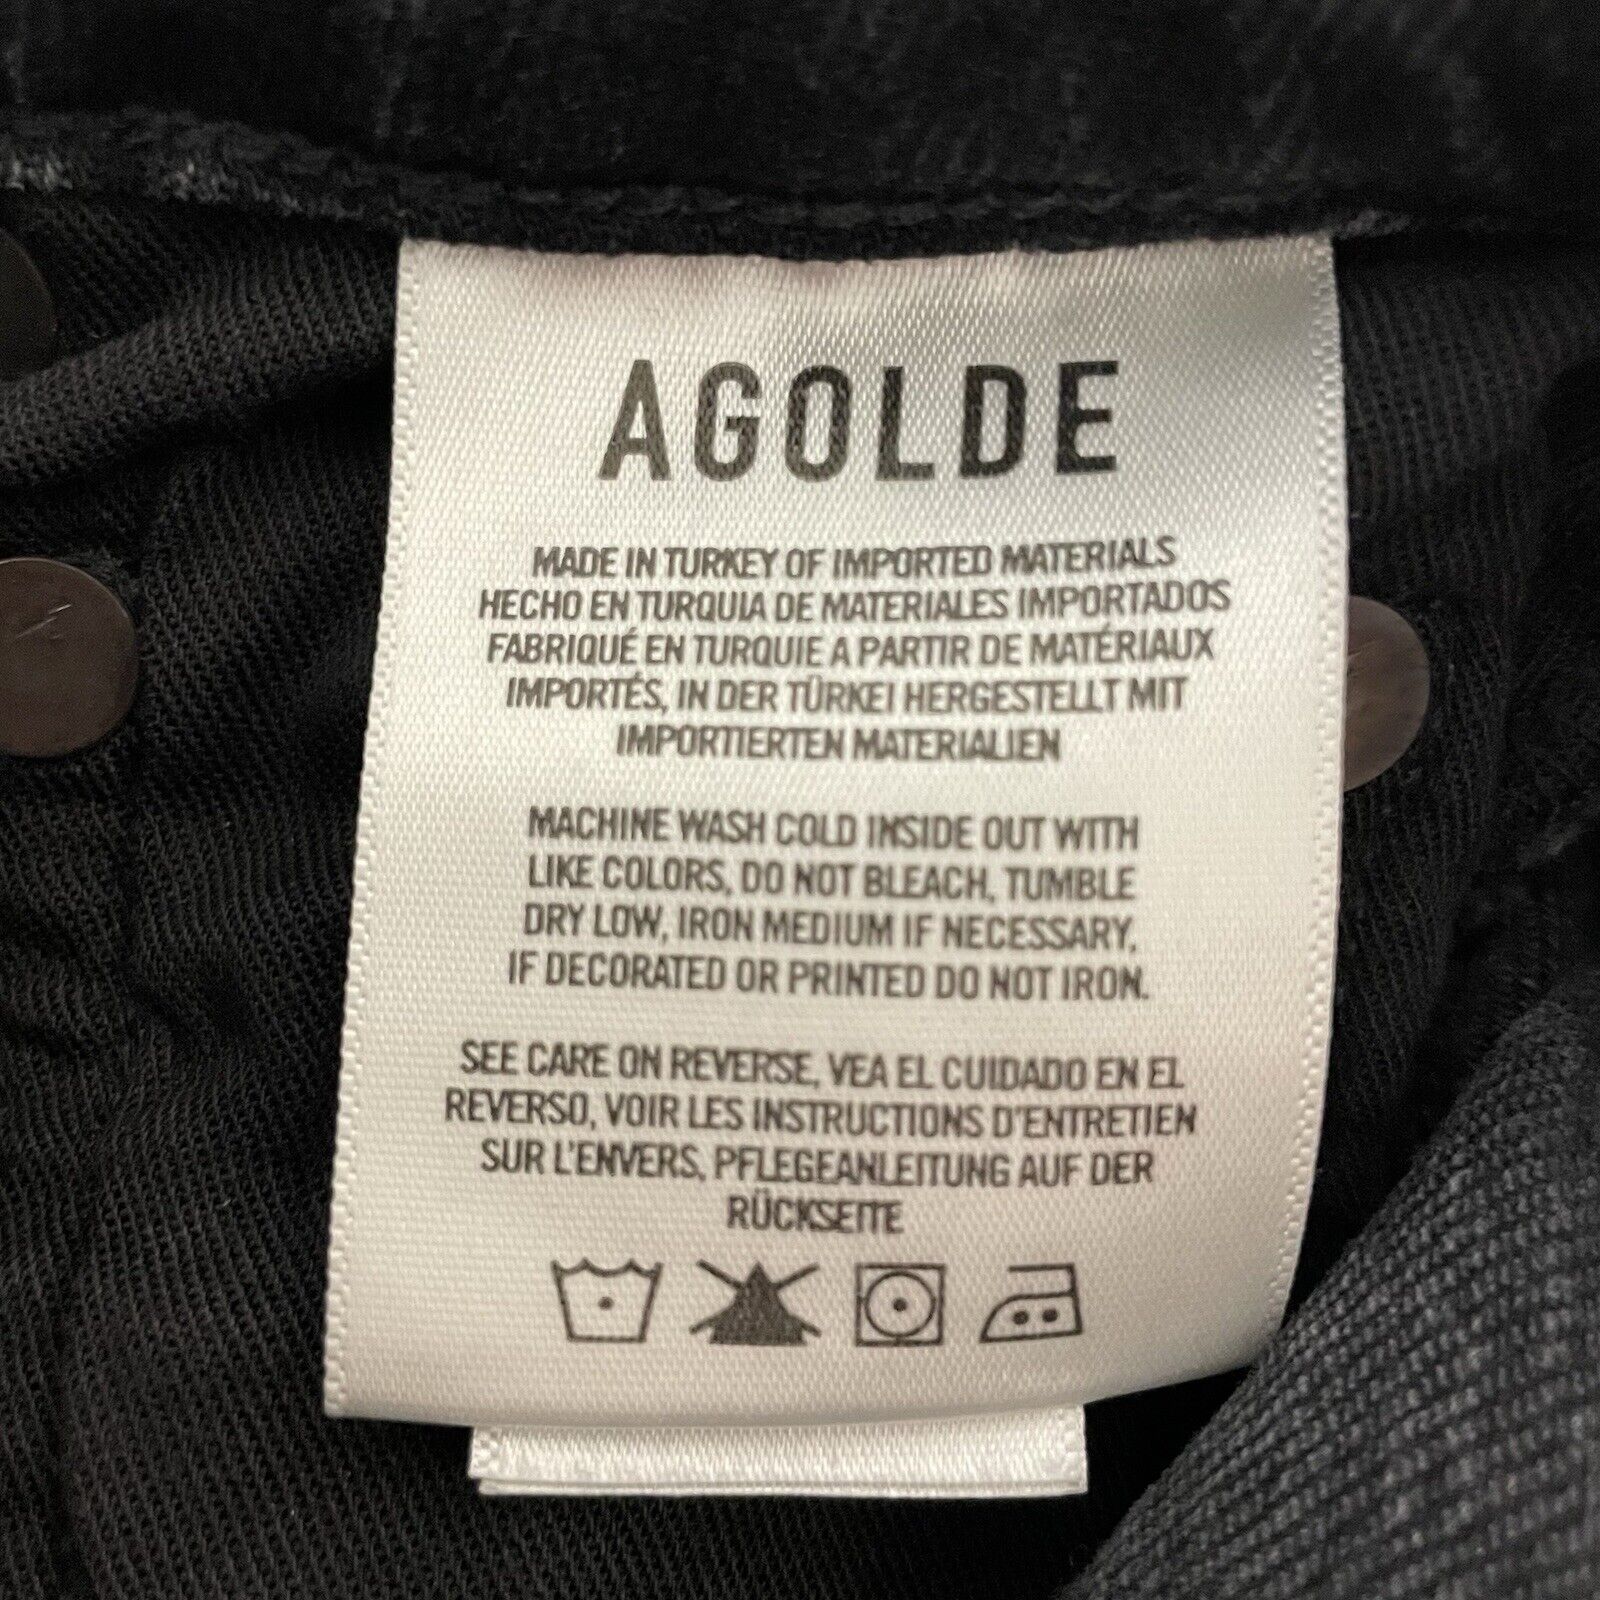 AGOLDE
MADE IN TURKEY OF IMPORTED MATERIALS
HECHO EN TURQUIA DE MATERIALES IMPORTADOS
FABRIQUÉ EN TURQUIE A PARTIR DE MATÉRIAUX
IMPORTÉS, IN DER TÜRKEI HERGESTELLT MIT
IMPORTIERTEN MATERIALIEN
MACHINE WASH COLD INSIDE OUT WITH
LIKE COLORS, DO NOT BLEACH, TUMBLE
DRY LOW, IRON MEDIUM IF NECESSARY,
IF DECORATED OR PRINTED DO NOT IRON.
SEE CARE ON REVERSE, VEA EL CUIDADO EN EL
REVERSO, VOIR LES INSTRUCTIONS D'ENTRETIEN
SUR L'ENVERS, PFLEGEANLEITUNG AUF DER
RÜCKSEITE